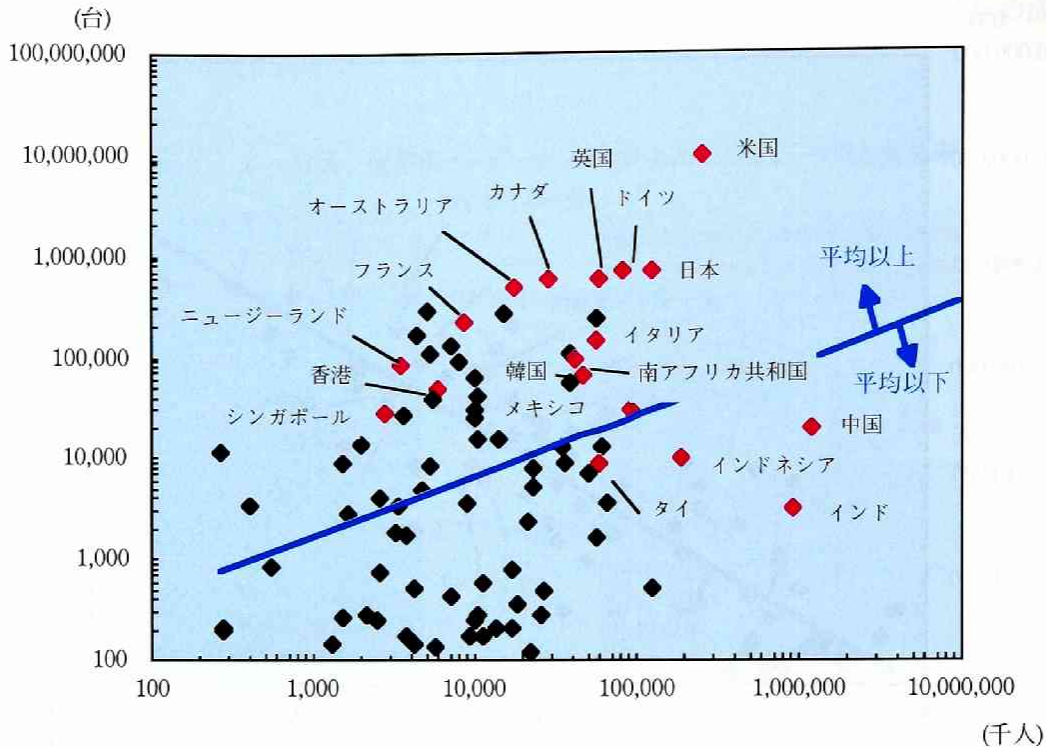 (台)
100,000,000
10,000,000
1,000,000
100,000
10,000
1,000
100
100
1,000
10,000
100,000
1,000,000
10,000,000
(千人)
米国
英国
カナダ
ドイツ
オーストラリア
日本
フランス
平均以上
ニュージーランド
イタリア
香港
韓国
南アフリカ共和国
平均以下
シンガポール
メキシコ
中国
インドネシア
タイ
インド